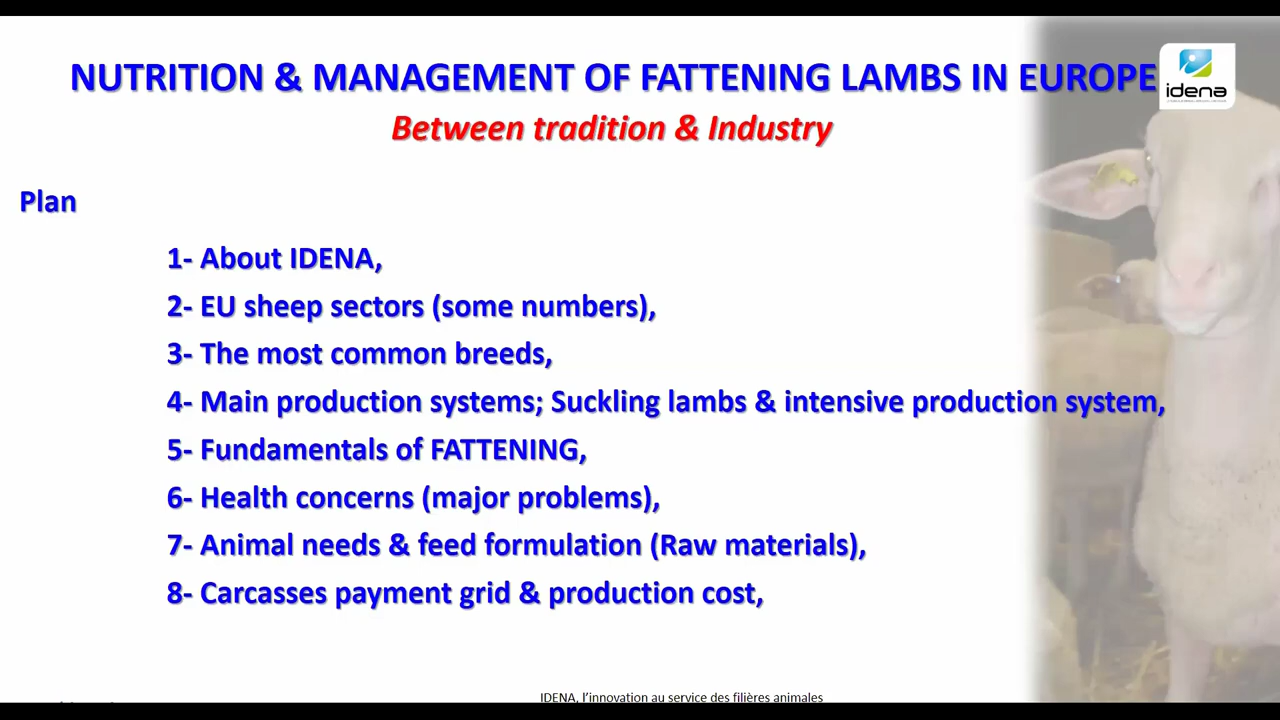 NUTRITION & MANAGEMENT OF FATTENING LAMBS IN EUROPE
idena
Between tradition & Industry
Plan
1- About IDENA,
2- EU sheep sectors (some numbers),
3- The most common breeds,
4- Main production systems; Suckling lambs & intensive production system,
5- Fundamentals of FATTENING,
6- Health concerns (major problems),
7- Animal needs & feed formulation (Raw materials),
8- Carcasses payment grid & production cost,
IDENA, l’innovation au service des filières animales